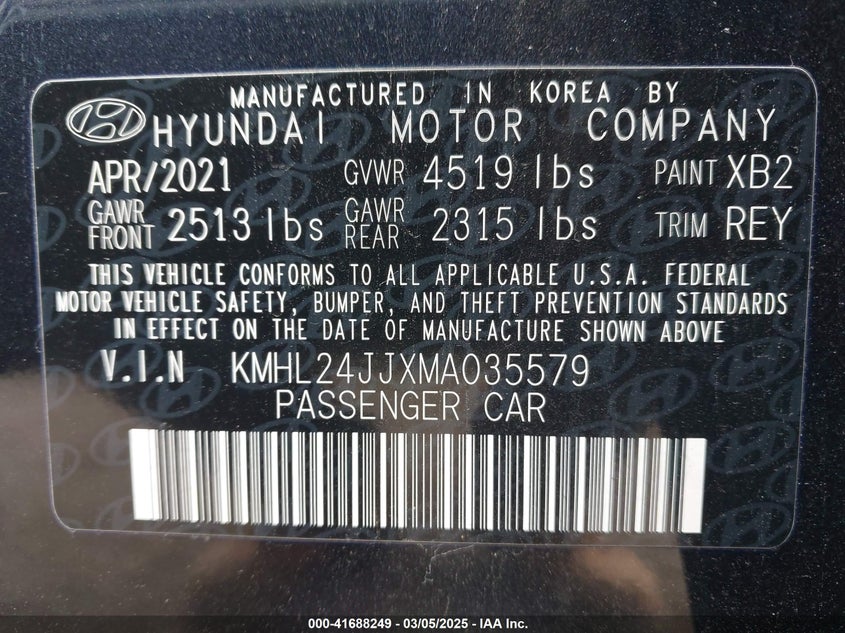 MANUFACTURED IN KOREA BY
HYUNDAI MOTOR COMPANY
APR/2021 GVWR 4519 lbs PAINT XB2
GAWR FRONT 2513 lbs GAWR REAR 2315 lbs TRIM REY
THIS VEHICLE CONFORMS TO ALL APPLICABLE U.S.A. FEDERAL
MOTOR VEHICLE SAFETY, BUMPER, AND THEFT PREVENTION STANDARDS
IN EFFECT ON THE DATE OF MANUFACTURE SHOWN ABOVE
V.I.N KMHL24JJXMA035579
PASSENGER CAR
000-41688249 - 03/05/2025 - IAA Inc.